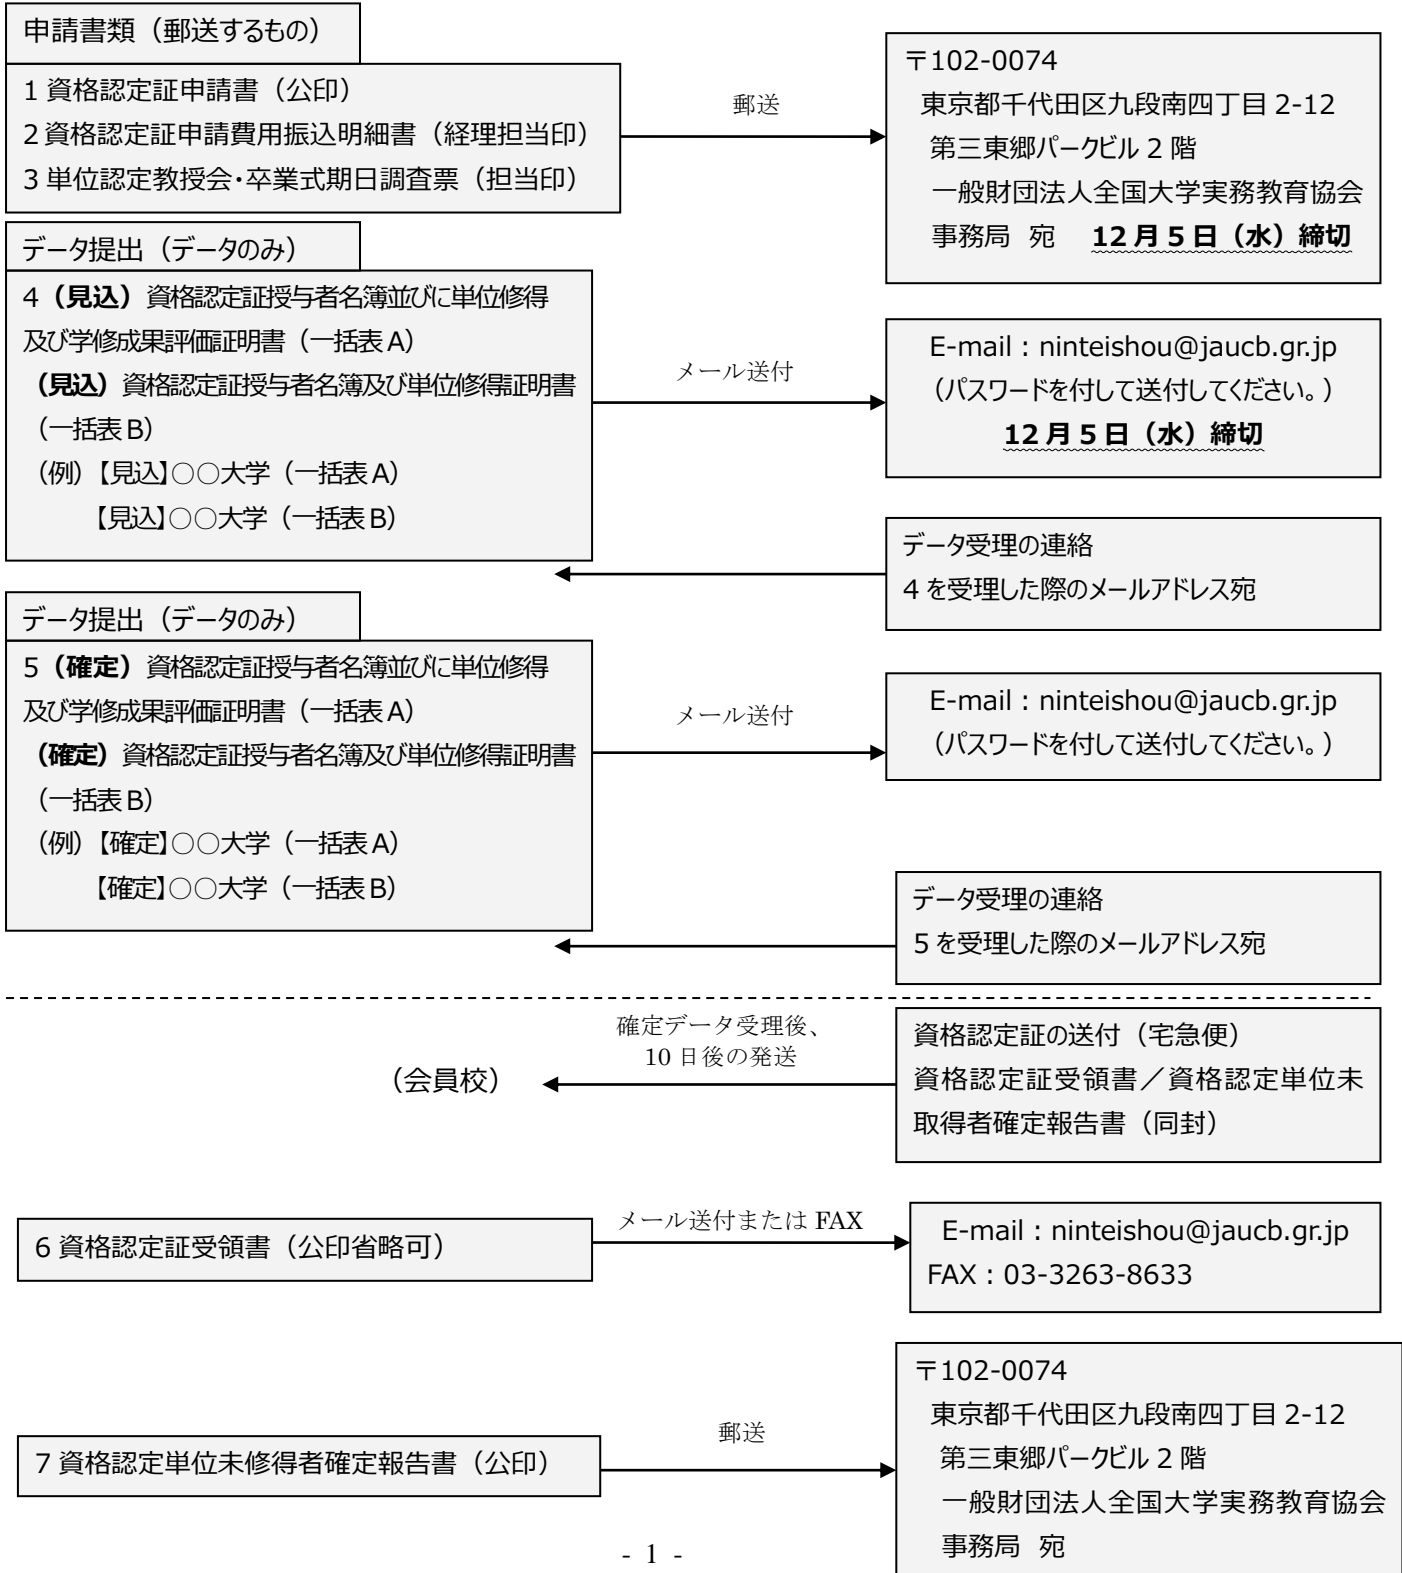 申請書類（郵送するもの）
1 資格認定証申請書（公印）
2 資格認定証申請費用振込明細書（経理担当印）
3 単位認定教授会・卒業式期日調査票（担当印）
郵送
〒102-0074
東京都千代田区九段南四丁目 2-12
第三東郷パークビル 2 階
一般財団法人全国大学実務教育協会
事務局 宛 12 月 5 日（水）締切
データ提出（データのみ）
4（見込）資格認定証授与者名簿並びに単位修得
及び学修成果評価証明書（一括表 A）
（見込）資格認定証授与者名簿及び単位修得証明書
（一括表 B）
（例）【見込】○○大学（一括表 A）
【見込】○○大学（一括表 B）
メール送付
E-mail：ninteishou@jaucb.gr.jp
（パスワードを付して送付してください。）
12 月 5 日（水）締切
データ受理の連絡
4 を受理した際のメールアドレス宛
データ提出（データのみ）
5（確定）資格認定証授与者名簿並びに単位修得
及び学修成果評価証明書（一括表 A）
（確定）資格認定証授与者名簿及び単位修得証明書
（一括表 B）
（例）【確定】○○大学（一括表 A）
【確定】○○大学（一括表 B）
メール送付
E-mail：ninteishou@jaucb.gr.jp
（パスワードを付して送付してください。）
データ受理の連絡
5 を受理した際のメールアドレス宛
確定データ受理後、
10 日後の発送
（会員校）
資格認定証の送付（宅急便）
資格認定証受領書／資格認定単位未
取得者確定報告書（同封）
6 資格認定証受領書（公印省略可）
メール送付または FAX
E-mail：ninteishou@jaucb.gr.jp
FAX：03-3263-8633
7 資格認定単位未修得者確定報告書（公印）
郵送
〒102-0074
東京都千代田区九段南四丁目 2-12
第三東郷パークビル 2 階
一般財団法人全国大学実務教育協会
事務局 宛
- 1 -